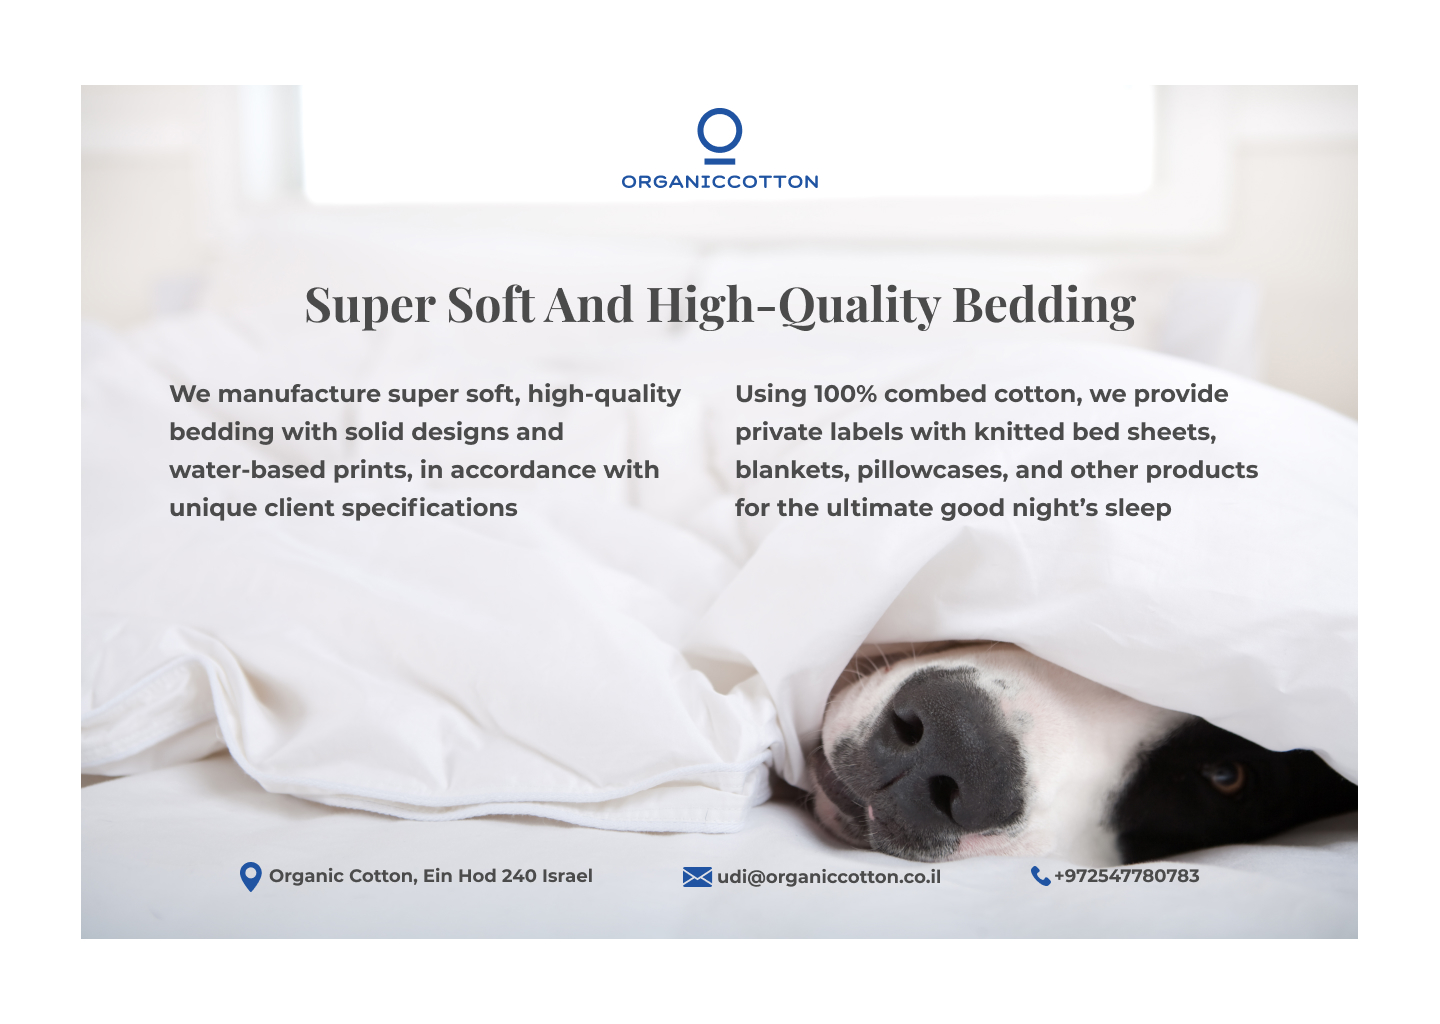 ORGANICCOTTON
Super Soft And High-Quality Bedding
We manufacture super soft, high-quality
bedding with solid designs and
water-based prints, in accordance with
unique client specifications
Using 100% combed cotton, we provide
private labels with knitted bed sheets,
blankets, pillowcases, and other products
for the ultimate good night’s sleep
Organic Cotton, Ein Hod 240 Israel
udi@organiccotton.co.il
+972547780783